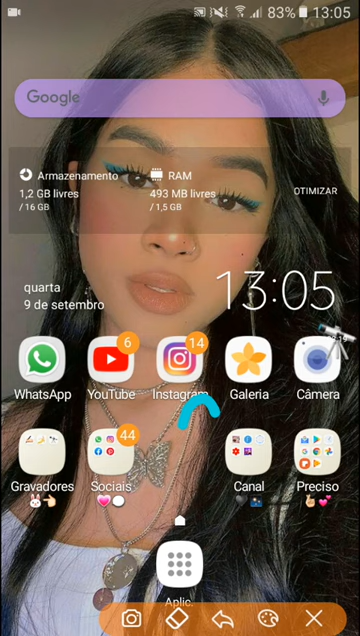 83% 13:05
Google
Armazenamento
1,2 GB livres
/ 16 GB
RAM
493 MB livres
/ 1,5 GB
OTIMIZAR
quarta
9 de setembro
13:05
6
14
WhatsApp YouTube Instagram Galeria Câmera
44
Gravadores Sociais Canal Preciso
Aplic.